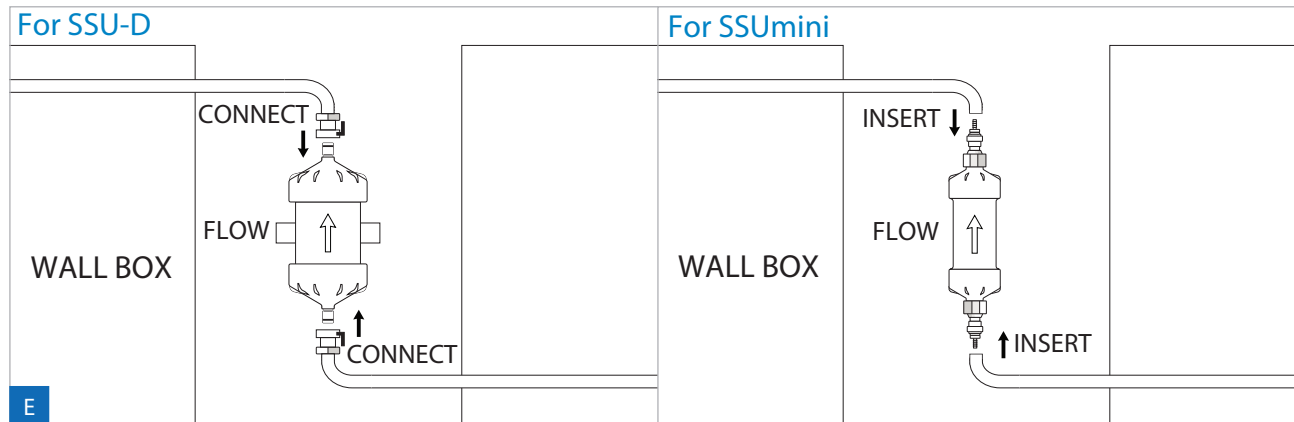 For SSU-D
CONNECT
FLOW
WALL BOX
CONNECT
E
For SSUmini
INSERT
FLOW
WALL BOX
INSERT